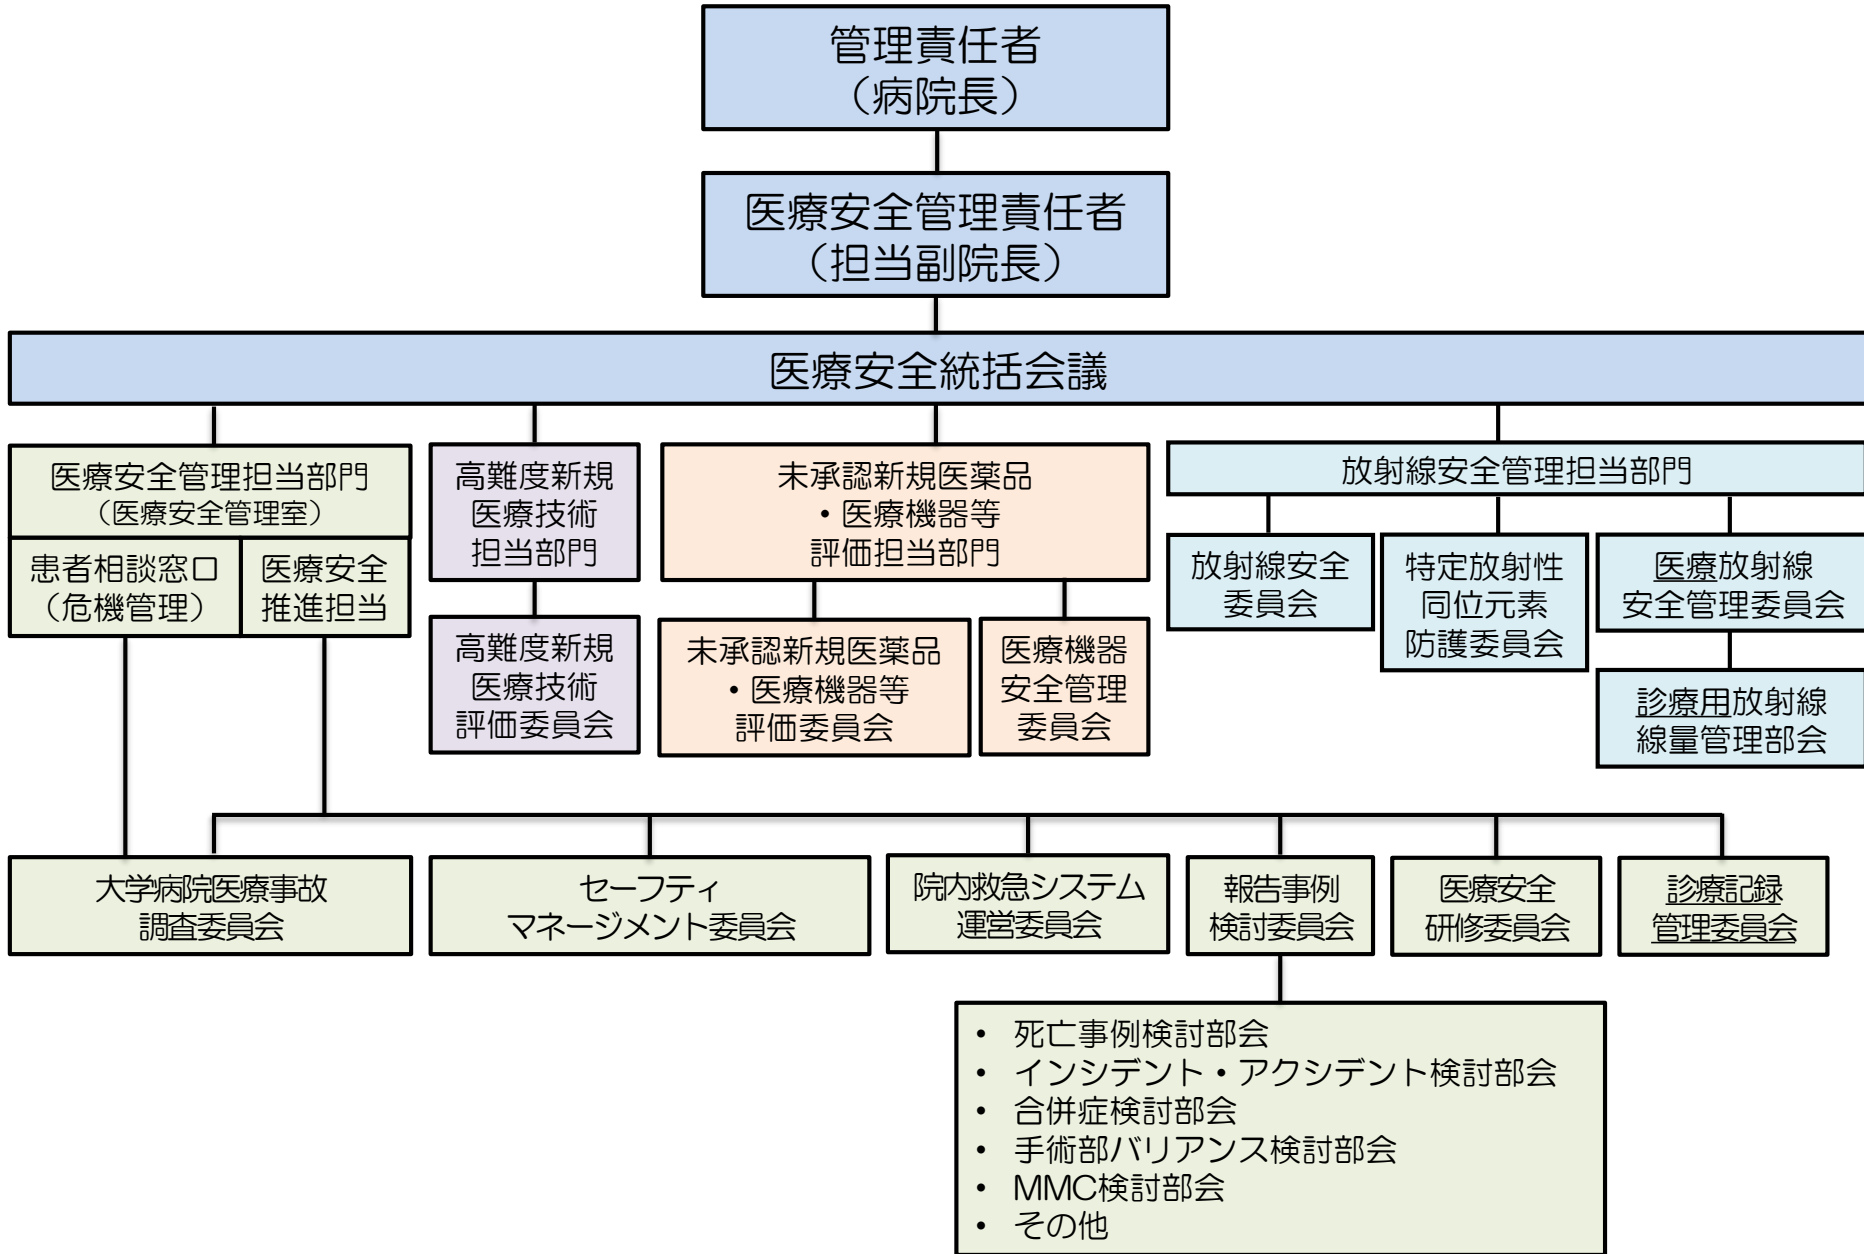 管理責任者
（病院長）
医療安全管理責任者
（担当副院長）
医療安全統括会議
医療安全管理担当部門
（医療安全管理室）
患者相談窓口
（危機管理）
医療安全
推進担当
高難度新規
医療技術
担当部門
高難度新規
医療技術
評価委員会
未承認新規医薬品
・医療機器等
評価担当部門
未承認新規医薬品
・医療機器等
評価委員会
医療機器
安全管理
委員会
放射線安全管理担当部門
放射線安全
委員会
特定放射性
同位元素
防護委員会
医療放射線
安全管理委員会
診療用放射線
線量管理部会
大学病院医療事故
調査委員会
セーフティ
マネージメント委員会
院内救急システム
運営委員会
報告事例
検討委員会
医療安全
研修委員会
診療記録
管理委員会
• 死亡事例検討部会
• インシデント・アクシデント検討部会
• 合併症検討部会
• 手術部バリアンス検討部会
• MMC検討部会
• その他